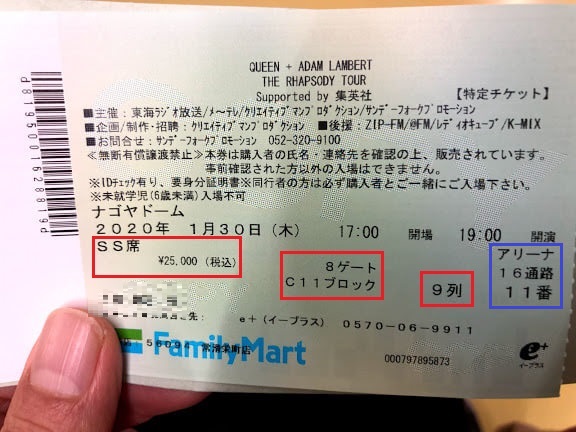 QUEEN + ADAM LAMBERT
THE RHAPSODY TOUR
Supported by 集英社 【特定チケット】
■主催：東海ラジオ放送/メ～テレ/クリエイティブマンプロダクション/サンデーフォークプロモーション
■企画/制作・招聘：クリエイティブマンプロダクション ■後援：ZIP-FM/@FM/レディオキューブ/K-MIX
■お問合せ：サンデーフォークプロモーション 052-320-9100
≪無断有償譲渡禁止≫本券は購入者の氏名・連絡先を確認の上、販売されています。
事前確認された方以外の入場はできません。
※IDチェック有り、要身分証明書※同行者の方は必ず購入者とご一緒にご入場下さい。
※未就学児(6歳未満)入場不可
ナゴヤドーム
2020年 1月30日(木) 17:00 開場 19:00 開演
SS席
¥25,000 (税込)
8ゲート
C11ブロック
9列
アリーナ
16通路
11番
e+（イープラス） 0570-06-9911
FamilyMart
000797895873
e+
イープラス
d819500162881​9d